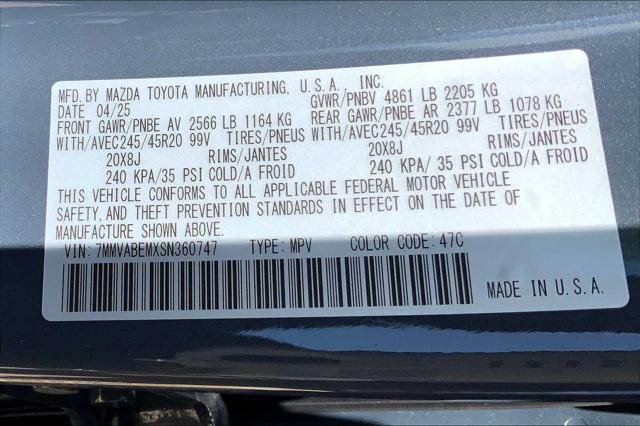 MFD. BY MAZDA TOYOTA MANUFACTURING, U.S.A., INC.
DATE 04/25 GVWR/PNBV 4861 LB 2205 KG
FRONT GAWR/PNBE AV 2566 LB 1164 KG REAR GAWR/PNBE AR 2377 LB 1078 KG
WITH/AVEC245/45R20 99V TIRES/PNEUS WITH/AVEC245/45R20 99V TIRES/PNEUS
20X8J RIMS/JANTES 20X8J RIMS/JANTES
240 KPA/ 35 PSI COLD/A FROID 240 KPA/ 35 PSI COLD/A FROID
THIS VEHICLE CONFORMS TO ALL APPLICABLE FEDERAL MOTOR VEHICLE
SAFETY, AND THEFT PREVENTION STANDARDS IN EFFECT ON THE DATE OF
MANUFACTURE SHOWN ABOVE.
VIN: 7MMVABEMXSN360747 TYPE: MPV COLOR CODE: 47C
MADE IN U.S.A.